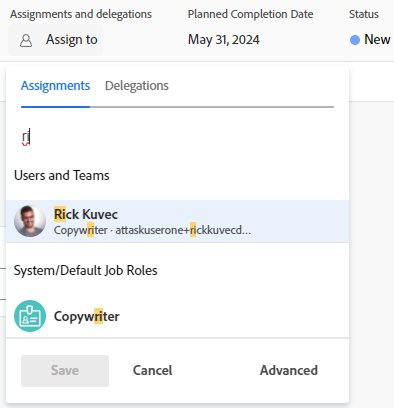 Assignments and delegations
Planned Completion Date
Status
Assign to
May 31, 2024
New
Assignments
Delegations
ri
Users and Teams
Rick Kuvec
Copywriter · attaskuserone+rickkuvecd...
System/Default Job Roles
Copywriter
Save
Cancel
Advanced